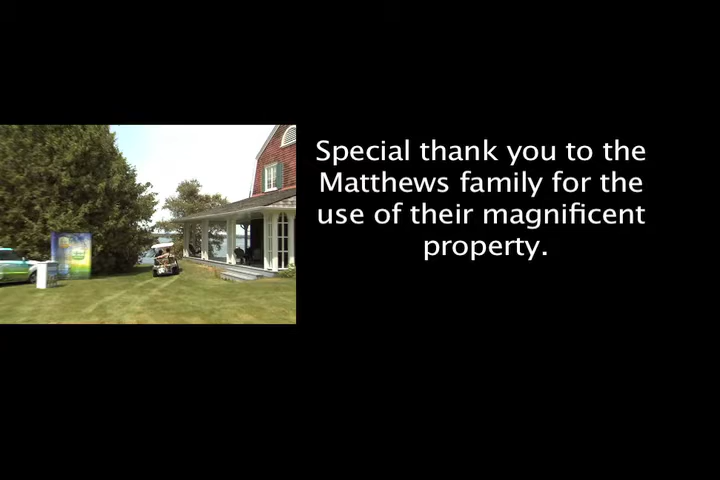 Special thank you to the
Matthews family for the
use of their magnificent
property.